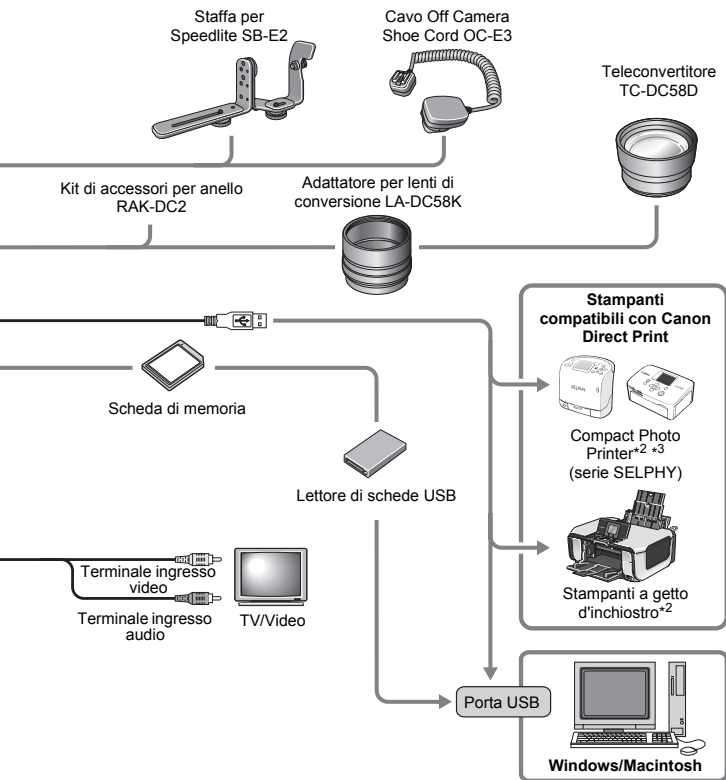 Staffa per
Speedlite SB-E2
Cavo Off Camera
Shoe Cord OC-E3
Teleconvertitore
TC-DC58D
Kit di accessori per anello
RAK-DC2
Adattatore per lenti di
conversione LA-DC58K
Stampanti
compatibili con Canon
Direct Print
SELPHY
Compact Photo
Printer*2 *3
(serie SELPHY)
Scheda di memoria
Lettore di schede USB
Stampanti a getto
d'inchiostro*2
Terminale ingresso
video
Terminale ingresso
audio
TV/Video
Porta USB
Windows/Macintosh